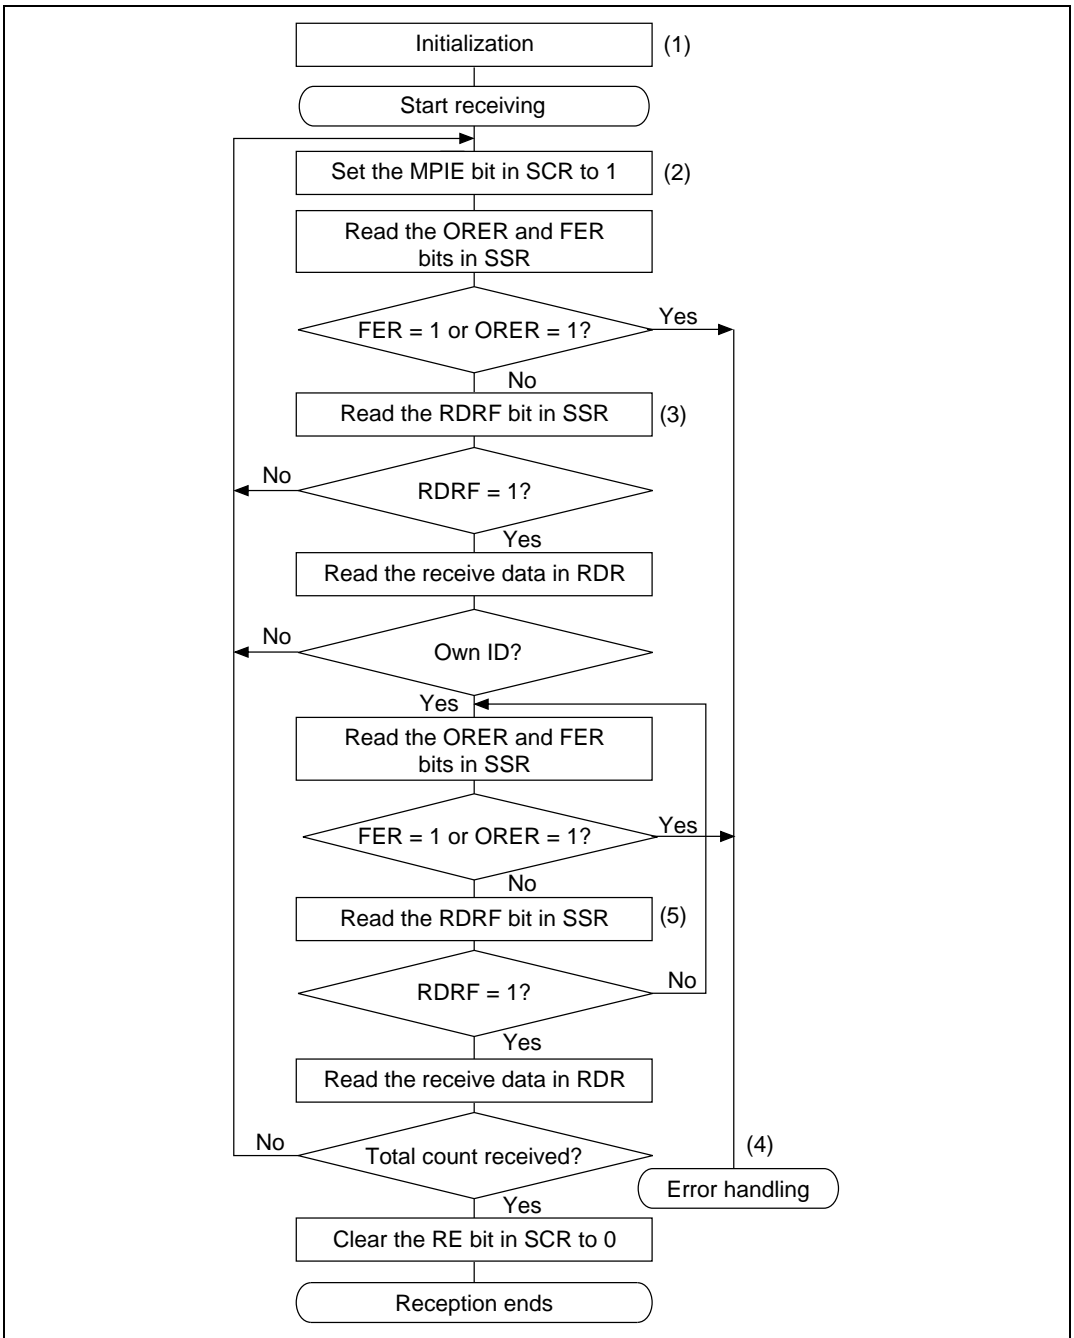 Initialization (1)
Start receiving
Set the MPIE bit in SCR to 1 (2)
Read the ORER and FER
bits in SSR
FER = 1 or ORER = 1? Yes
No
Read the RDRF bit in SSR (3)
No
RDRF = 1?
Yes
Read the receive data in RDR
No
Own ID?
Yes
Read the ORER and FER
bits in SSR
FER = 1 or ORER = 1? Yes
No
Read the RDRF bit in SSR (5)
RDRF = 1? No
Yes
Read the receive data in RDR
No
Total count received?
(4)
Error handling
Yes
Clear the RE bit in SCR to 0
Reception ends